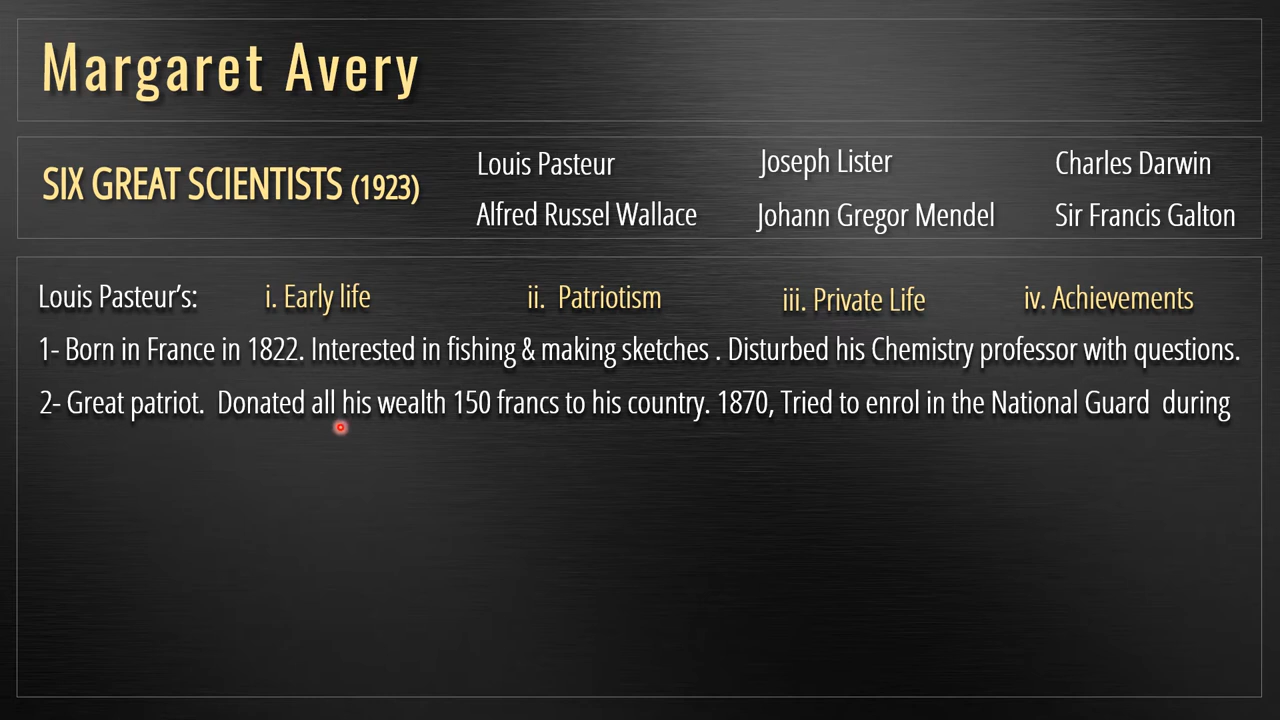 Margaret Avery
SIX GREAT SCIENTISTS (1923)
Louis Pasteur
Joseph Lister
Charles Darwin
Alfred Russel Wallace
Johann Gregor Mendel
Sir Francis Galton
Louis Pasteur's: i. Early life ii. Patriotism iii. Private Life iv. Achievements
1- Born in France in 1822. Interested in fishing & making sketches . Disturbed his Chemistry professor with questions.
2- Great patriot. Donated all his wealth 150 francs to his country. 1870, Tried to enrol in the National Guard during